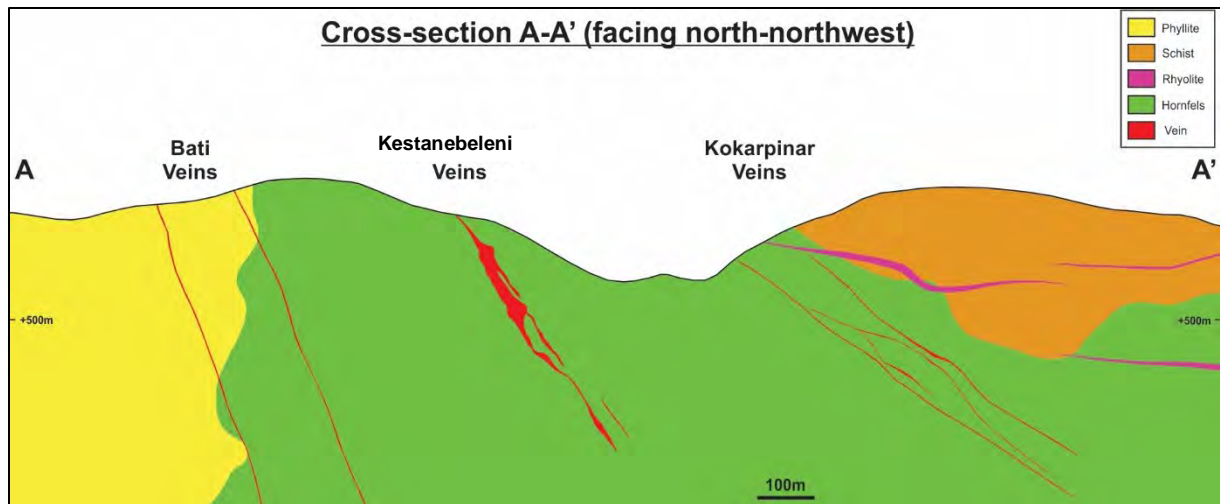 Cross-section A-A' (facing north-northwest)
Phyllite
Schist
Rhyolite
Hornfels
Vein
A
Bati
Veins
Kestanebeleni
Veins
Kokarpinar
Veins
A'
+500m
+500m
100m